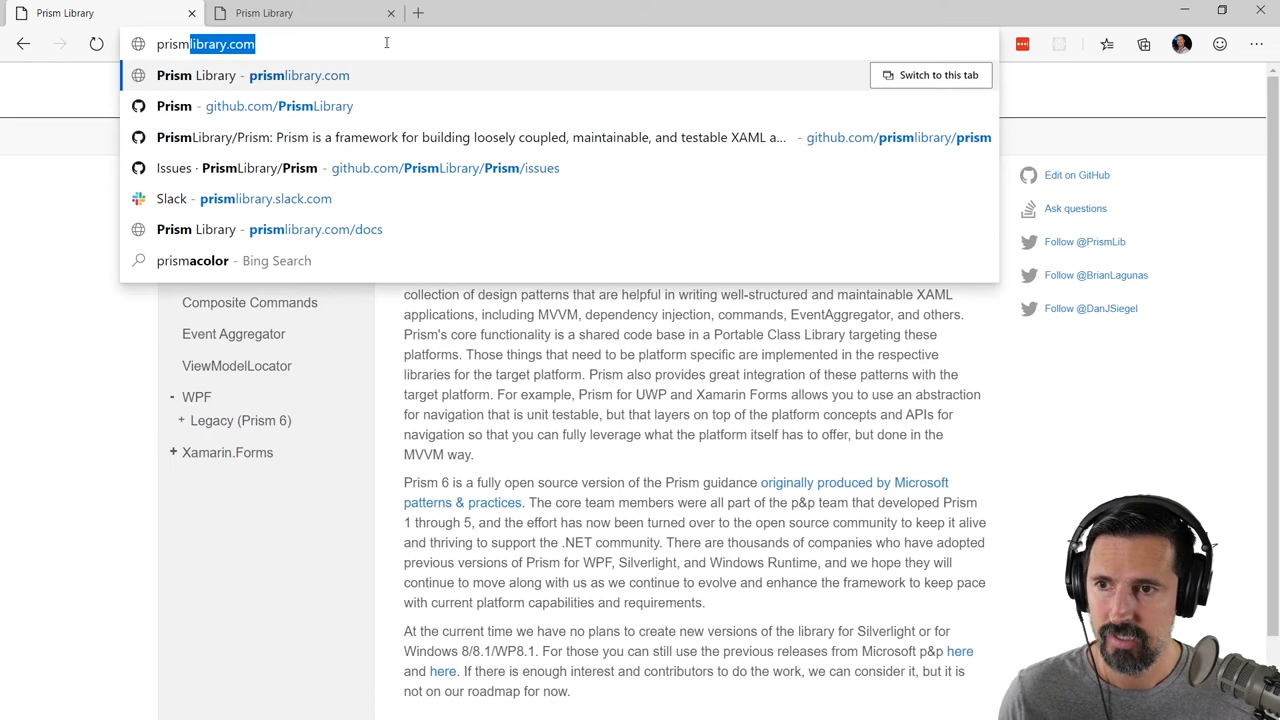 Prism Library
Prism Library
prismlibrary.com
Prism Library - prismlibrary.com
Switch to this tab
Prism - github.com/PrismLibrary
PrismLibrary/Prism: Prism is a framework for building loosely coupled, maintainable, and testable XAML a... - github.com/prismlibrary/prism
Issues · PrismLibrary/Prism - github.com/PrismLibrary/Prism/issues
Slack - prismlibrary.slack.com
Prism Library - prismlibrary.com/docs
prismacolor - Bing Search
Edit on GitHub
Ask questions
Follow @PrismLib
Follow @BrianLagunas
Follow @DanJSiegel
Composite Commands
Event Aggregator
ViewModelLocator
- WPF
+ Legacy (Prism 6)
+ Xamarin.Forms
collection of design patterns that are helpful in writing well-structured and maintainable XAML
applications, including MVVM, dependency injection, commands, EventAggregator, and others.
Prism's core functionality is a shared code base in a Portable Class Library targeting these
platforms. Those things that need to be platform specific are implemented in the respective
libraries for the target platform. Prism also provides great integration of these patterns with the
target platform. For example, Prism for UWP and Xamarin Forms allows you to use an abstraction
for navigation that is unit testable, but that layers on top of the platform concepts and APIs for
navigation so that you can fully leverage what the platform itself has to offer, but done in the
MVVM way.
Prism 6 is a fully open source version of the Prism guidance originally produced by Microsoft
patterns & practices. The core team members were all part of the p&p team that developed Prism
1 through 5, and the effort has now been turned over to the open source community to keep it alive
and thriving to support the .NET community. There are thousands of companies who have adopted
previous versions of Prism for WPF, Silverlight, and Windows Runtime, and we hope they will
continue to move along with us as we continue to evolve and enhance the framework to keep pace
with current platform capabilities and requirements.
At the current time we have no plans to create new versions of the library for Silverlight or for
Windows 8/8.1/WP8.1. For those you can still use the previous releases from Microsoft p&p here
and here. If there is enough interest and contributors to do the work, we can consider it, but it is
not on our roadmap for now.